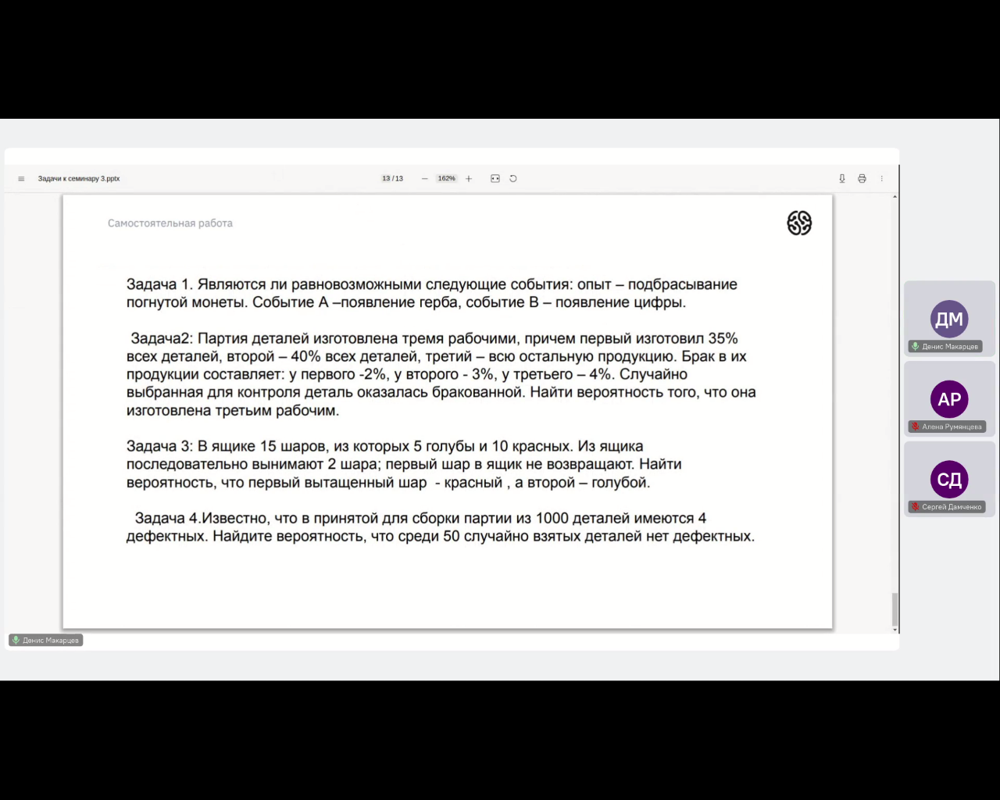 Задачи к семинару 3.pptx
13 / 13
162%
Самостоятельная работа
Задача 1. Являются ли равновозможными следующие события: опыт – подбрасывание
погнутой монеты. Событие А –появление герба, событие В – появление цифры.
Задача2: Партия деталей изготовлена тремя рабочими, причем первый изготовил 35%
всех деталей, второй – 40% всех деталей, третий – всю остальную продукцию. Брак в их
продукции составляет: у первого -2%, у второго - 3%, у третьего – 4%. Случайно
выбранная для контроля деталь оказалась бракованной. Найти вероятность того, что она
изготовлена третьим рабочим.
Задача 3: В ящике 15 шаров, из которых 5 голубы и 10 красных. Из ящика
последовательно вынимают 2 шара; первый шар в ящик не возвращают. Найти
вероятность, что первый вытащенный шар - красный , а второй – голубой.
Задача 4.Известно, что в принятой для сборки партии из 1000 деталей имеются 4
дефектных. Найдите вероятность, что среди 50 случайно взятых деталей нет дефектных.
Денис Макарцев
ДМ
Денис Макарцев
АР
Алена Румянцева
СД
Сергей Дамченко